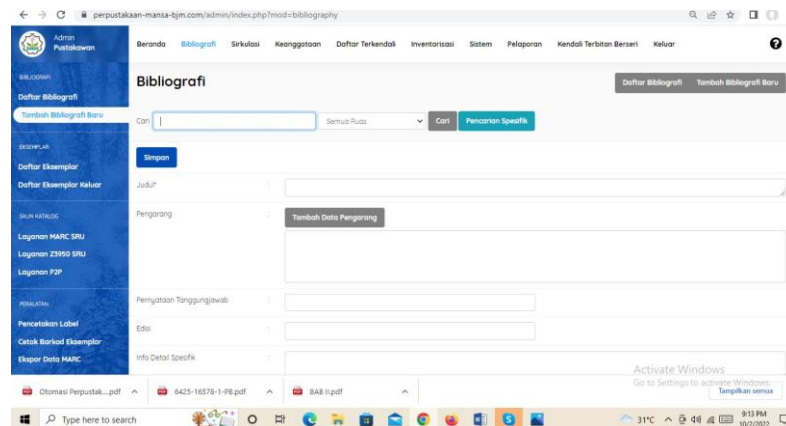 perpustakaan-mansa-bjm.com/admin/index.php?mod=bibliography
Admin
Pustakawan
Beranda Bibliografi Sirkulasi Keanggotaan Daftar Terkendali Inventarisasi Sistem Pelaporan Kendali Terbitan Berseri Keluar
BIBLIOGRAFI
Daftar Bibliografi
Tambah Bibliografi Baru
EKSEMPLAR
Daftar Eksemplar
Daftar Eksemplar Keluar
SALIN KATALOG
Layanan MARC SRU
Layanan Z3950 SRU
Layanan P2P
PERALATAN
Pencetakan Label
Cetak Barkod Eksemplar
Ekspor Data MARC
Bibliografi
Daftar Bibliografi Tambah Bibliografi Baru
Cari Semua Ruas Cari Pencarian Spesifik
Simpan
Judul* :
Pengarang : Tambah Data Pengarang
Pernyataan Tanggungjawab :
Edisi :
Info Detail Spesifik :
Activate Windows
Go to Settings to activate Windows.
Otomasi Perpustak....pdf 6425-16578-1-PB.pdf BAB II.pdf Tampilkan semua
Type here to search
31°C 9:13 PM
10/2/2022